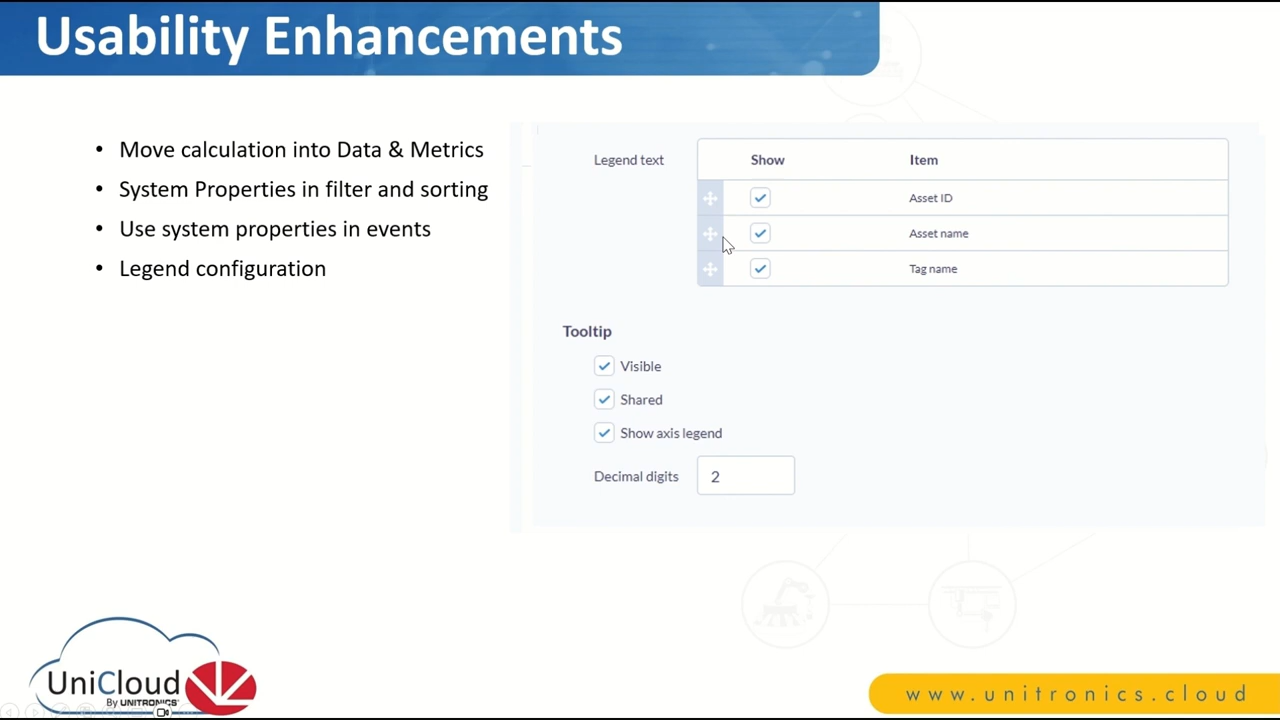 Usability Enhancements
• Move calculation into Data & Metrics
• System Properties in filter and sorting
• Use system properties in events
• Legend configuration
Legend text
Show Item
Asset ID
Asset name
Tag name
Tooltip
Visible
Shared
Show axis legend
Decimal digits 2
UniCloud
By UNITRONICS
www.unitronics.cloud